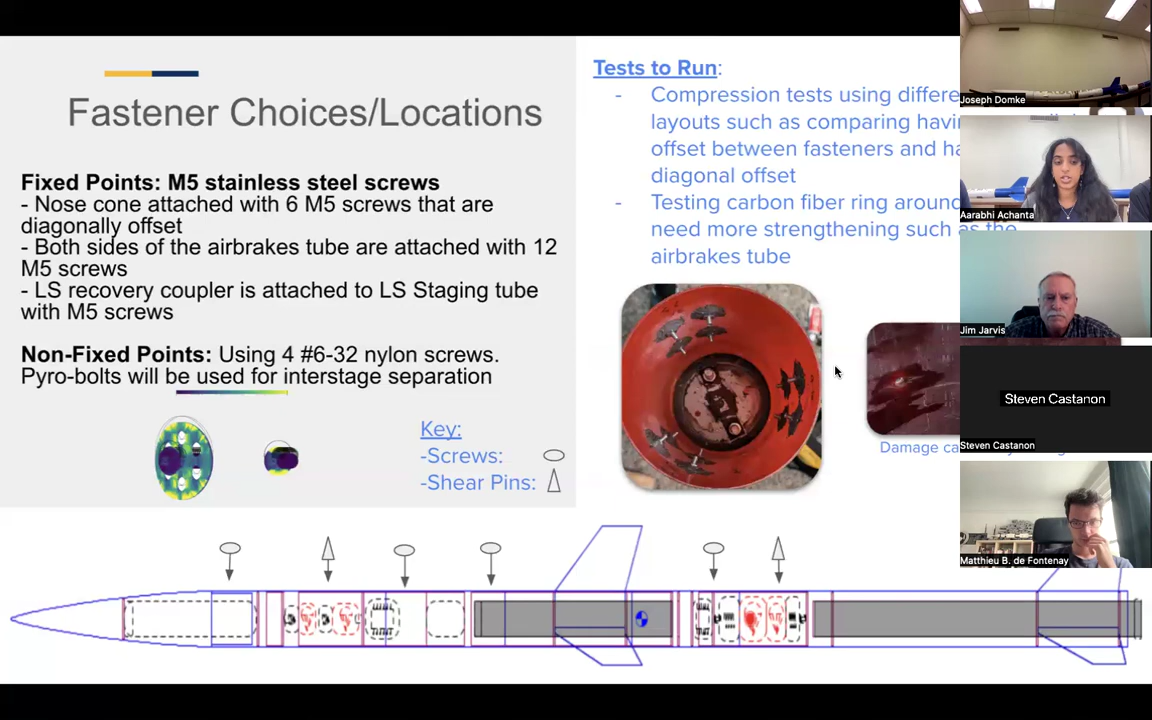 Fastener Choices/Locations
Fixed Points: M5 stainless steel screws
- Nose cone attached with 6 M5 screws that are
diagonally offset
- Both sides of the airbrakes tube are attached with 12
M5 screws
- LS recovery coupler is attached to LS Staging tube
with M5 screws
Non-Fixed Points: Using 4 #6-32 nylon screws.
Pyro-bolts will be used for interstage separation
Key:
-Screws:
-Shear Pins:
Tests to Run:
- Compression tests using differe
layouts such as comparing havi
offset between fasteners and ha
diagonal offset
- Testing carbon fiber ring aroun
need more strengthening such as the
airbrakes tube
Damage ca
Joseph Domke
Aarabhi Achanta
Jim Jarvis
Steven Castanon
Steven Castanon
Matthieu B. de Fontenay